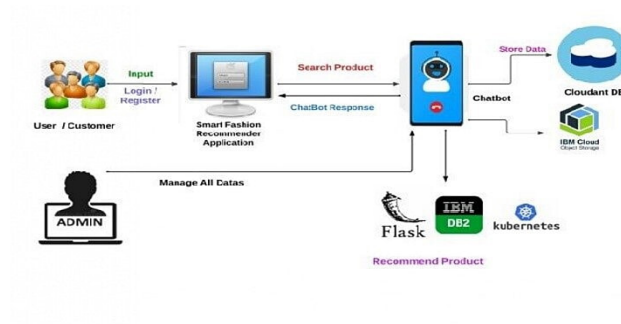 Store Data
Input
Search Product
Login /
Register
ChatBot Response
Chatbot
Cloudant DB
User / Customer
Smart Fashion
Recommender
Application
IBM Cloud
Object Storage
Manage All Datas
ADMIN
Flask
IBM
DB2
kubernetes
Recommend Product